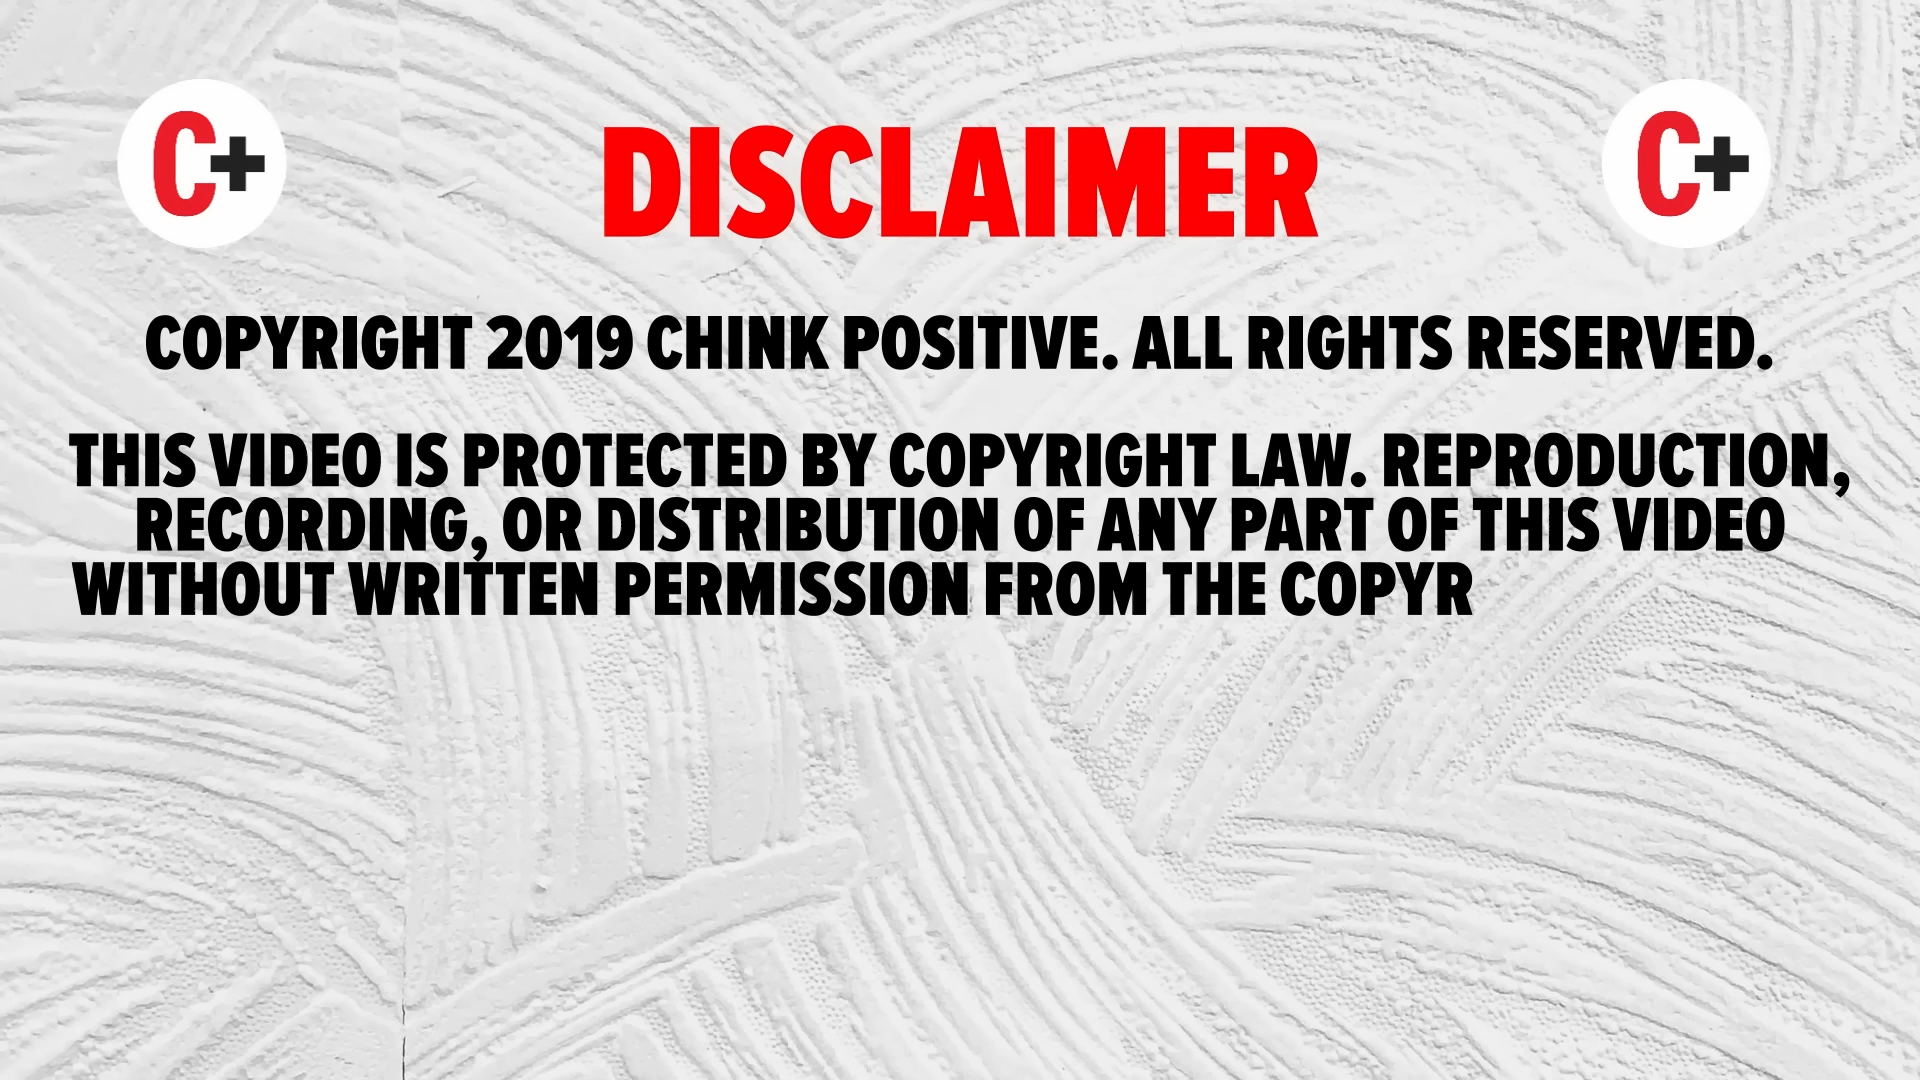 C+
DISCLAIMER
C+
COPYRIGHT 2019 CHINK POSITIVE. ALL RIGHTS RESERVED.
THIS VIDEO IS PROTECTED BY COPYRIGHT LAW. REPRODUCTION,
RECORDING, OR DISTRIBUTION OF ANY PART OF THIS VIDEO
WITHOUT WRITTEN PERMISSION FROM THE COPYR